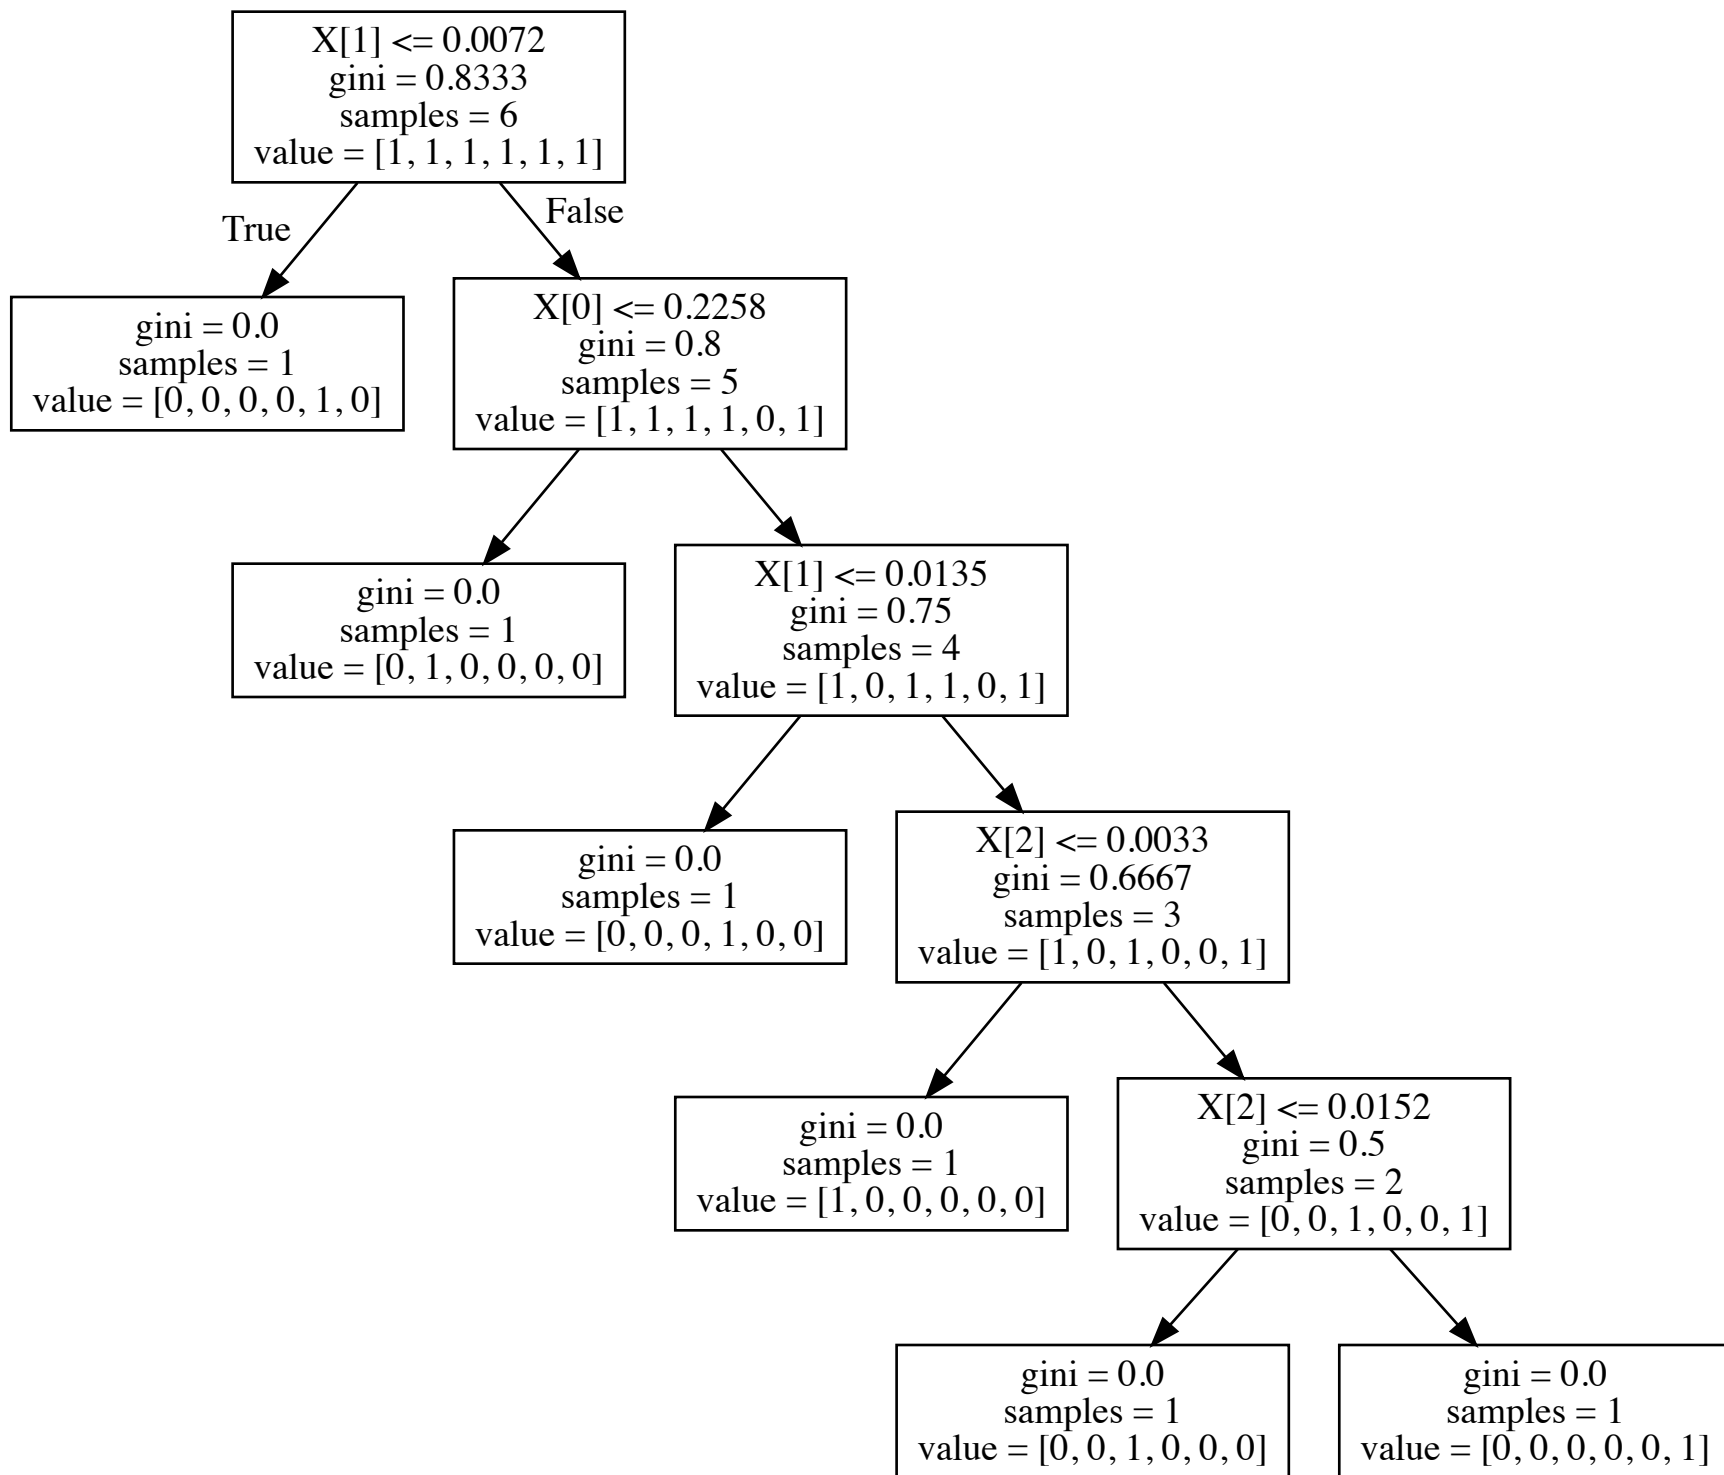 X[1] <= 0.0072
gini = 0.8333
samples = 6
value = [1, 1, 1, 1, 1, 1]
True
False
gini = 0.0
samples = 1
value = [0, 0, 0, 0, 1, 0]
X[0] <= 0.2258
gini = 0.8
samples = 5
value = [1, 1, 1, 1, 0, 1]
gini = 0.0
samples = 1
value = [0, 1, 0, 0, 0, 0]
X[1] <= 0.0135
gini = 0.75
samples = 4
value = [1, 0, 1, 1, 0, 1]
gini = 0.0
samples = 1
value = [0, 0, 0, 1, 0, 0]
X[2] <= 0.0033
gini = 0.6667
samples = 3
value = [1, 0, 1, 0, 0, 1]
gini = 0.0
samples = 1
value = [1, 0, 0, 0, 0, 0]
X[2] <= 0.0152
gini = 0.5
samples = 2
value = [0, 0, 1, 0, 0, 1]
gini = 0.0
samples = 1
value = [0, 0, 1, 0, 0, 0]
gini = 0.0
samples = 1
value = [0, 0, 0, 0, 0, 1]